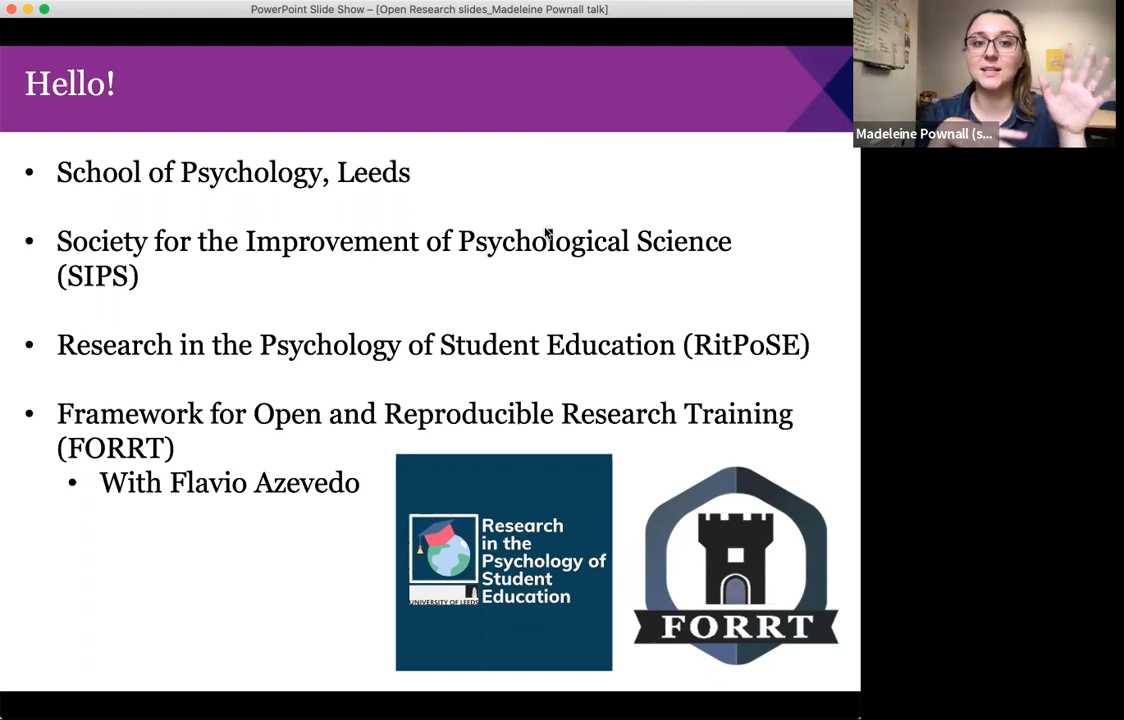 PowerPoint Slide Show – [Open Research slides_Madeleine Pownall talk]
Hello!
Madeleine Pownall (s...
• School of Psychology, Leeds
• Society for the Improvement of Psychological Science
(SIPS)
• Research in the Psychology of Student Education (RitPoSE)
• Framework for Open and Reproducible Research Training
(FORRT)
• With Flavio Azevedo
Research
in the
Psychology of
Student
Education
UNIVERSITY OF LEEDS
FORRT